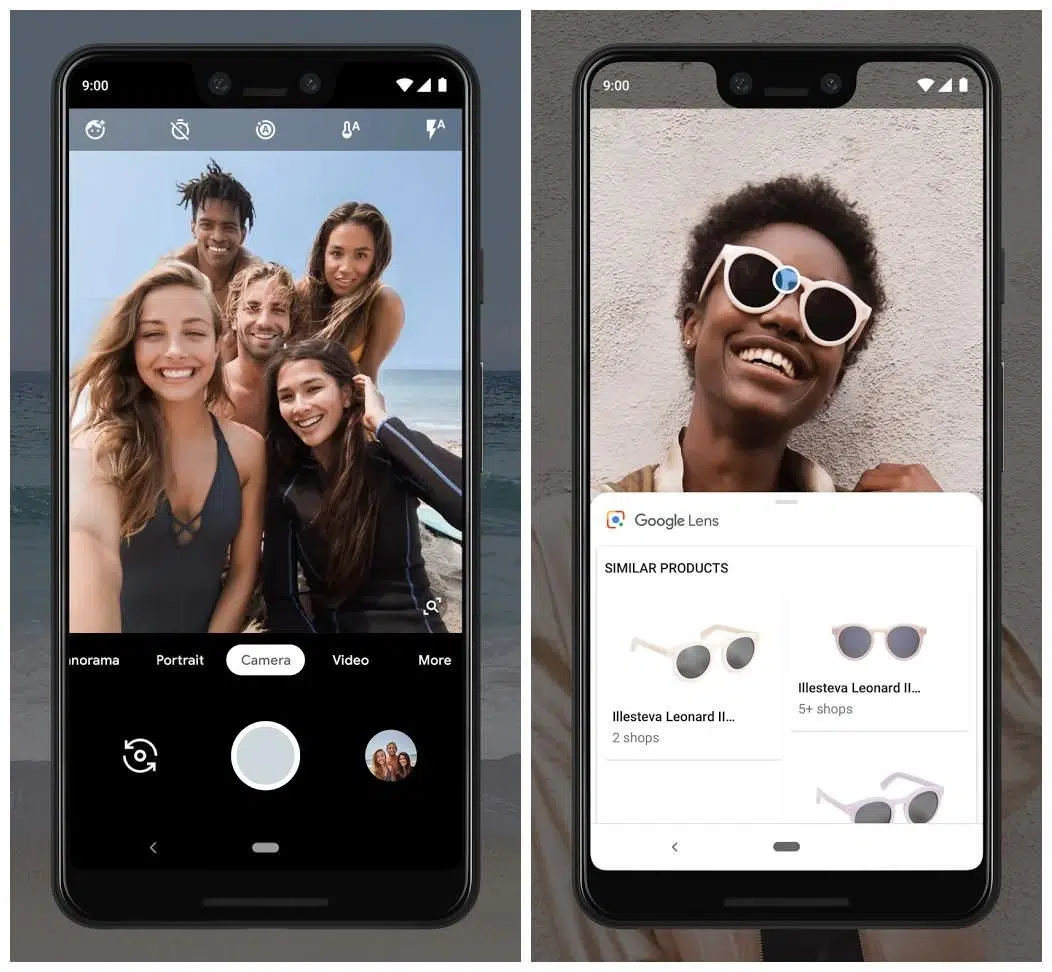 9:00
A
A
A
norama
Portrait
Camera
Video
More
9:00
Google Lens
SIMILAR PRODUCTS
Illesteva Leonard II...
2 shops
Illesteva Leonard II...
5+ shops